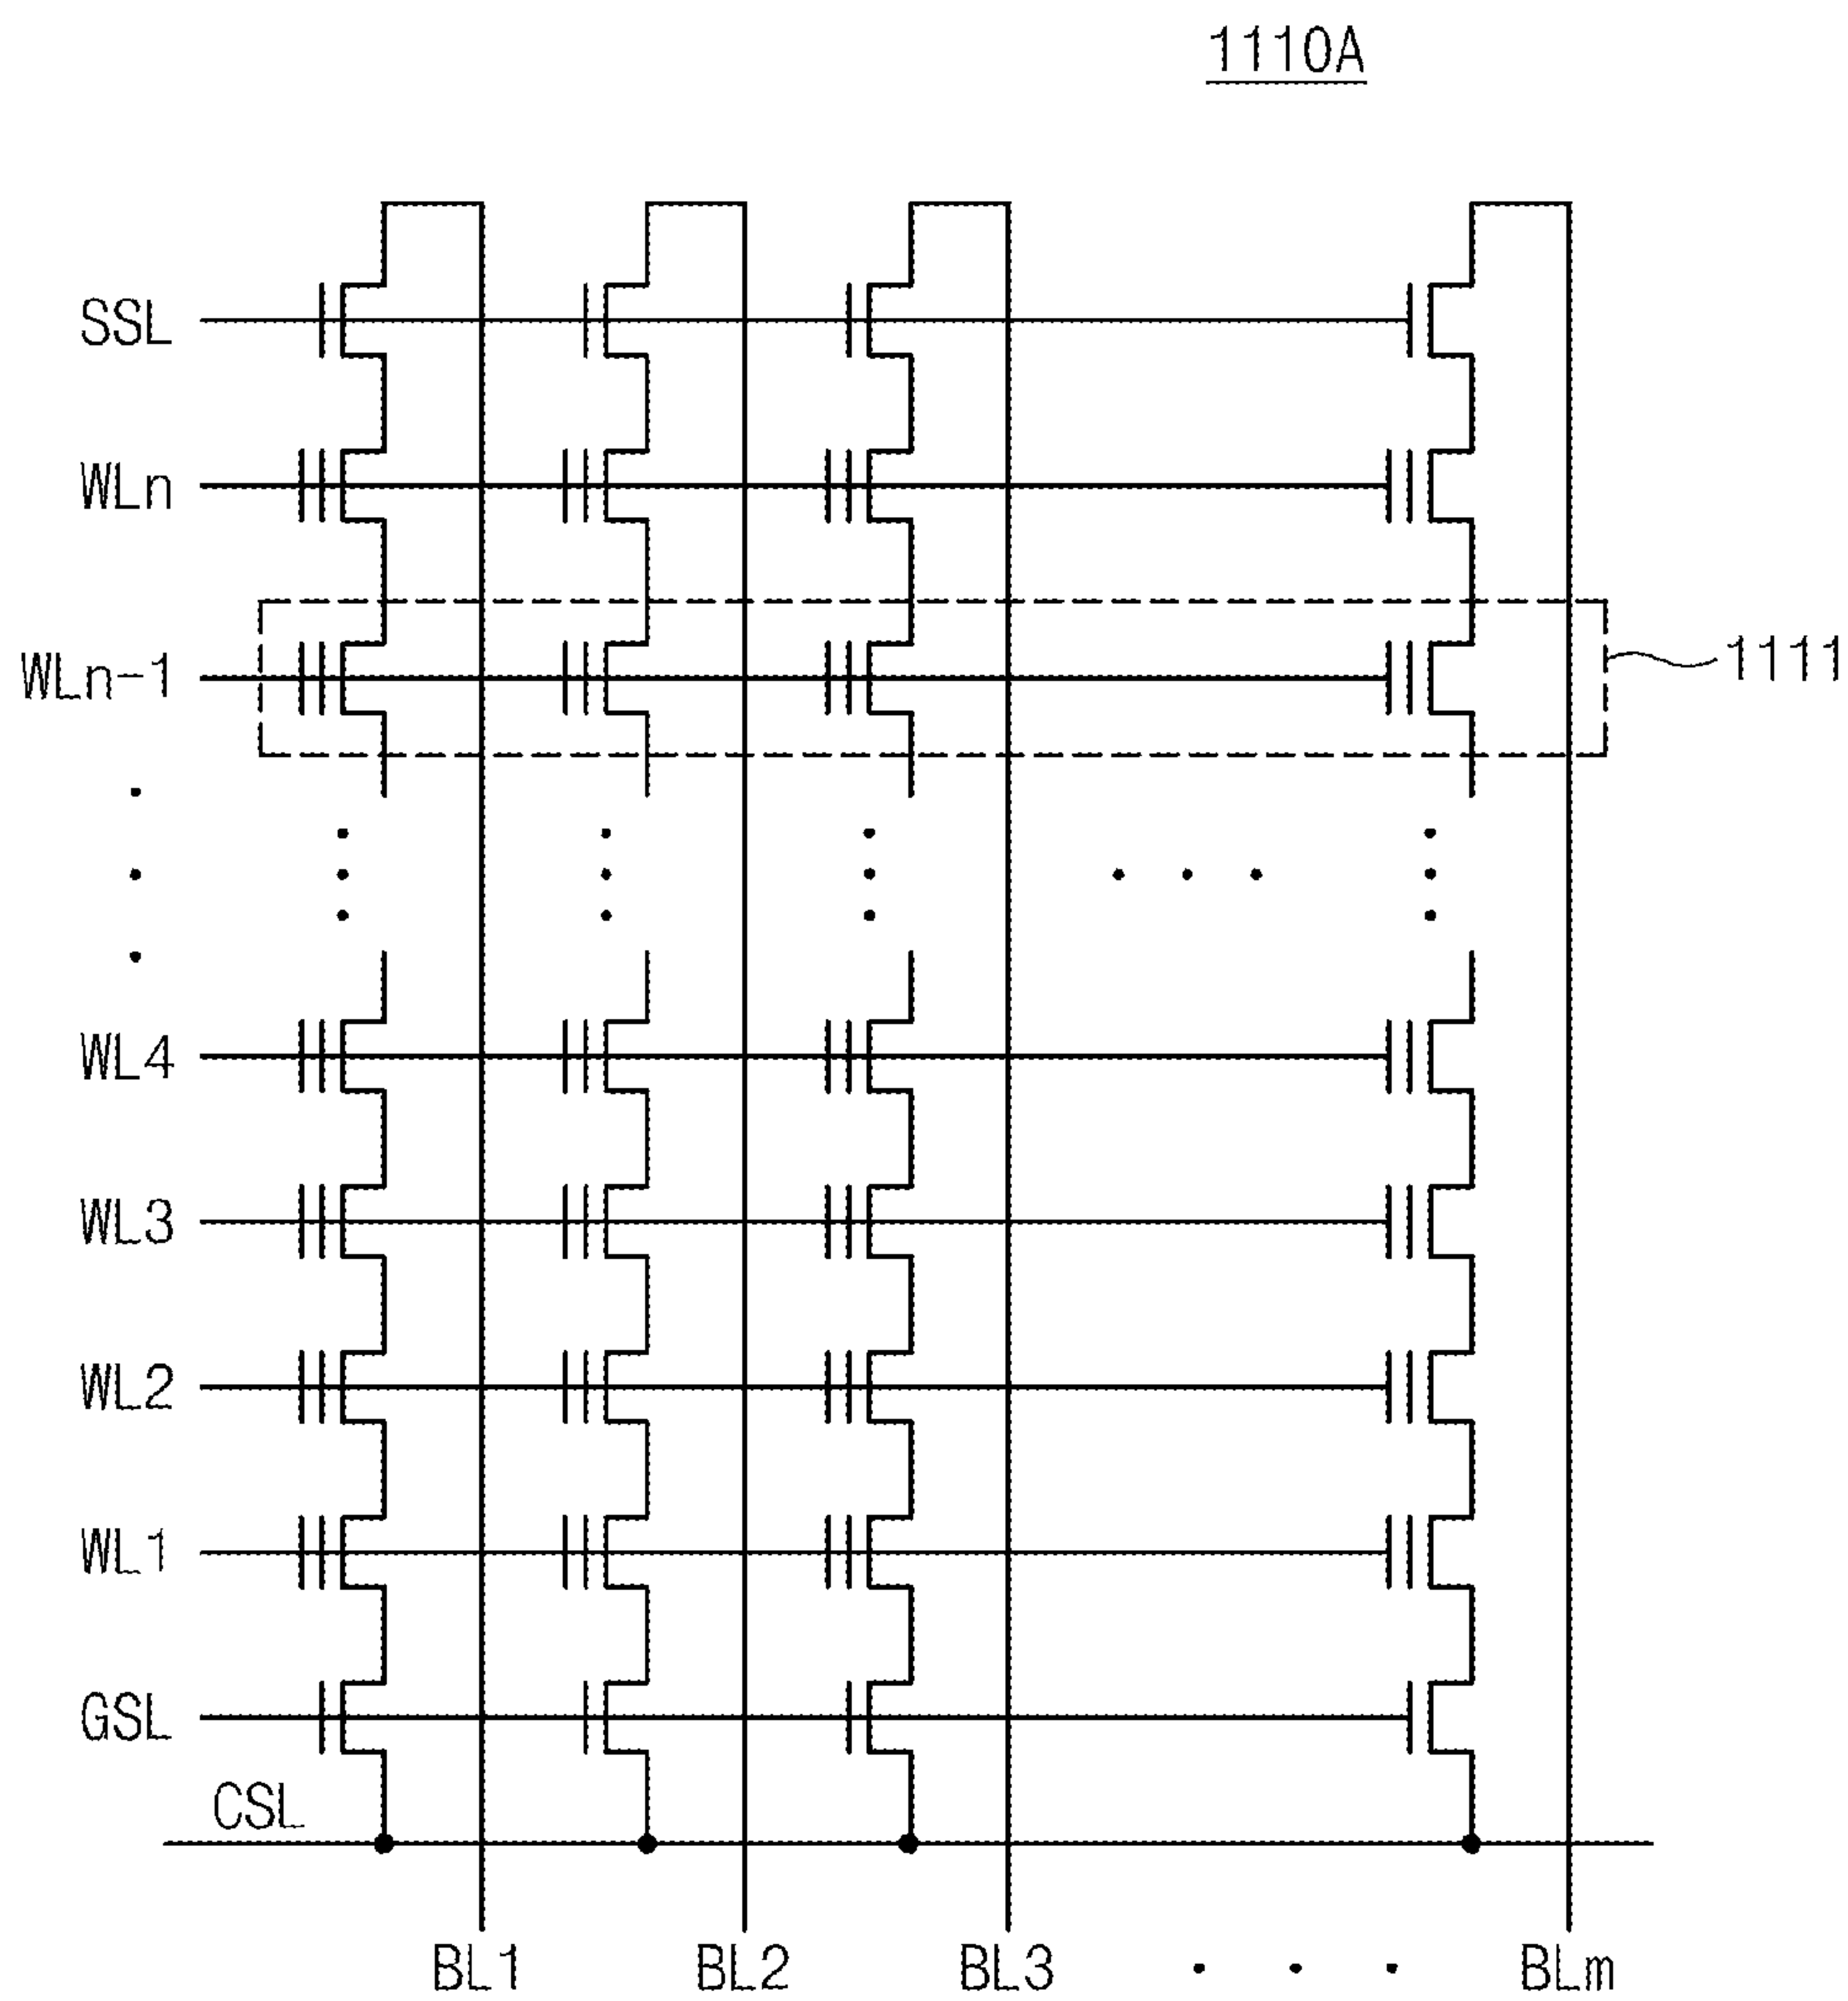 1110A
SSL
WLn
WLn-1
1111
WL4
WL3
WL2
WL1
GSL
CSL
BL1 BL2 BL3 . . . BLm